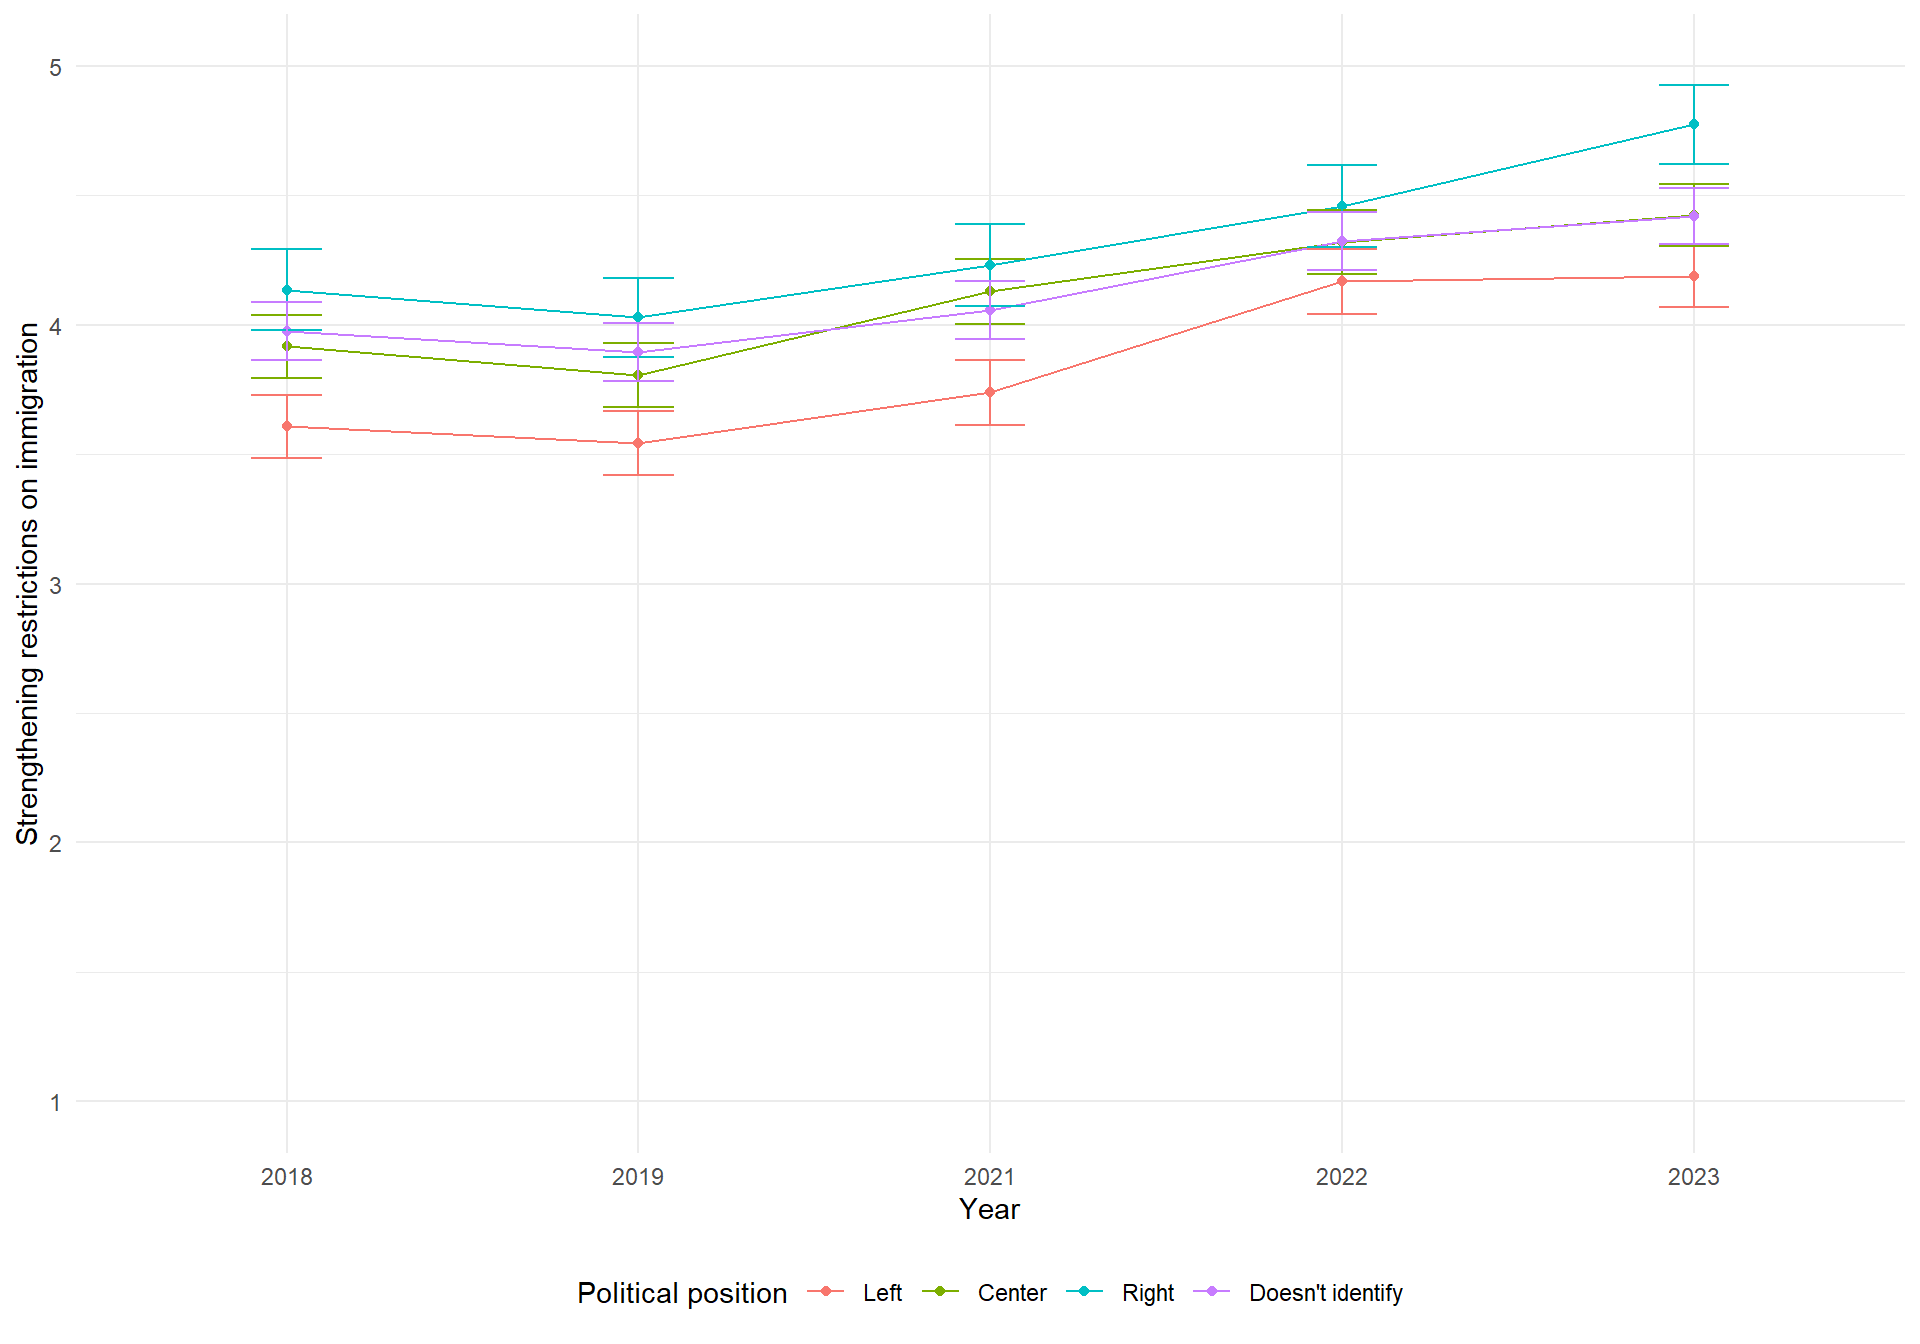 Strengthening restrictions on immigration
5
4
3
2
1
2018 2019 2021 2022 2023
Year
Political position Left Center Right Doesn't identify